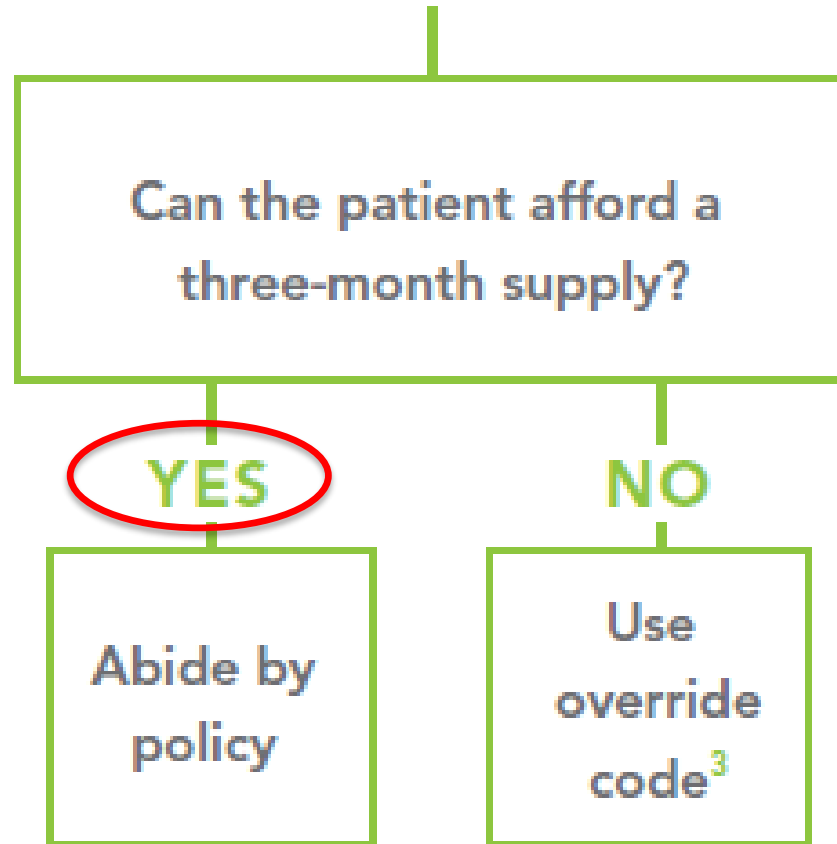 Can the patient afford a
three-month supply?
YES
NO
Abide by
policy
Use
override
code³